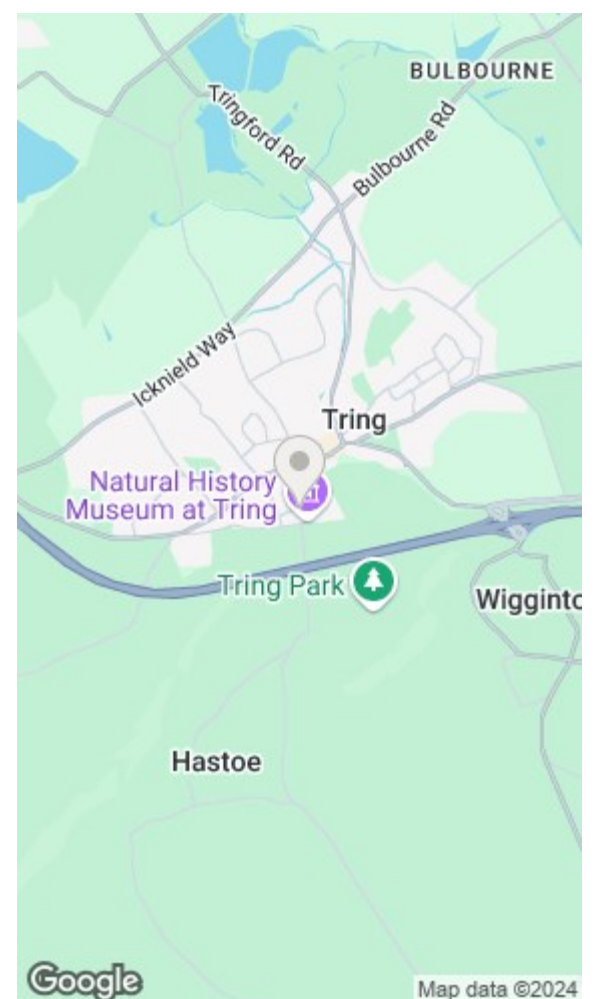 BULBOURNE
Tringford Rd
Bulbourne Rd
Icknield Way
Tring
Natural History
Museum at Tring
Tring Park
Wigginto
Hastoe
Google
Map data ©2024